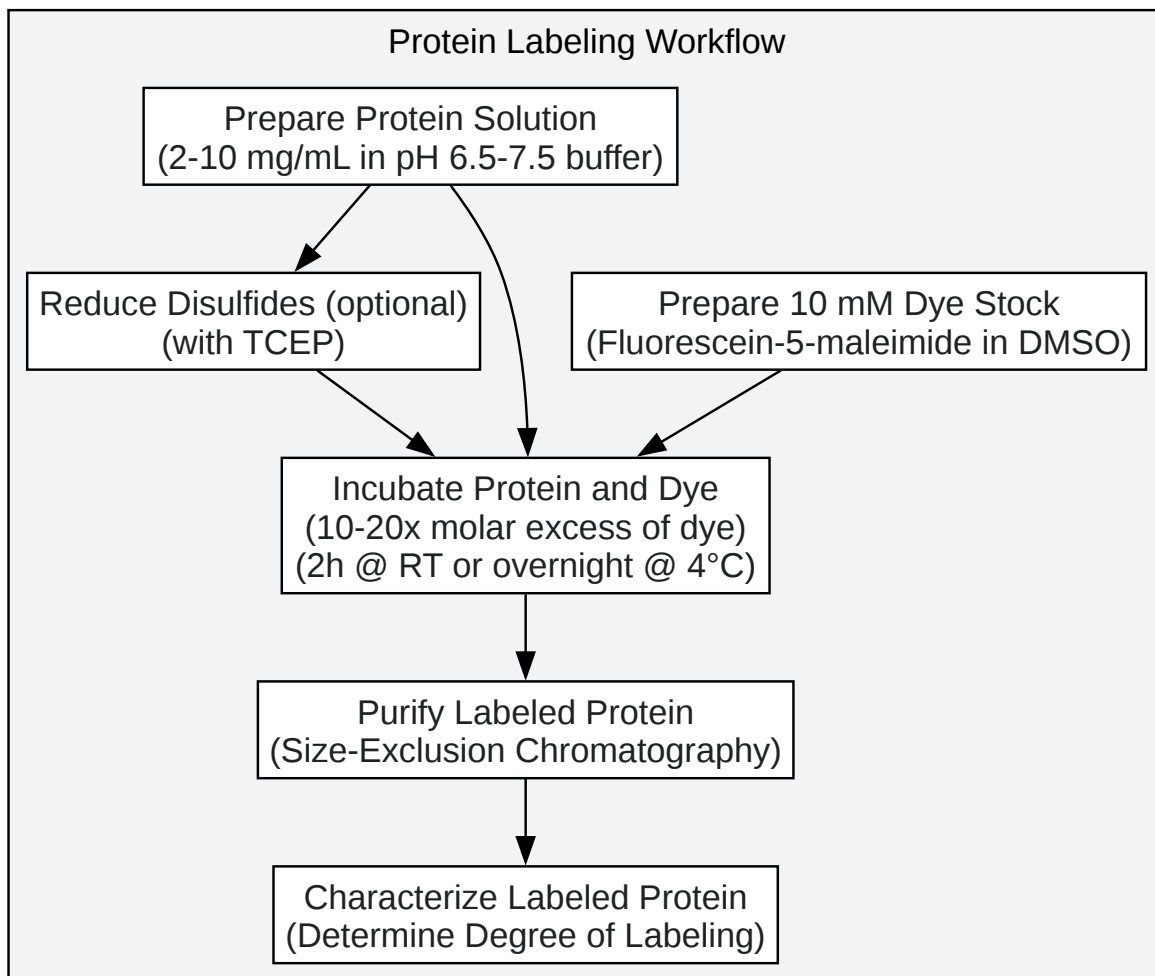 Protein Labeling Workflow
Prepare Protein Solution
(2-10 mg/mL in pH 6.5-7.5 buffer)
Reduce Disulfides (optional)
(with TCEP)
Prepare 10 mM Dye Stock
(Fluorescein-5-maleimide in DMSO)
Incubate Protein and Dye
(10-20x molar excess of dye)
(2h @ RT or overnight @ 4°C)
Purify Labeled Protein
(Size-Exclusion Chromatography)
Characterize Labeled Protein
(Determine Degree of Labeling)